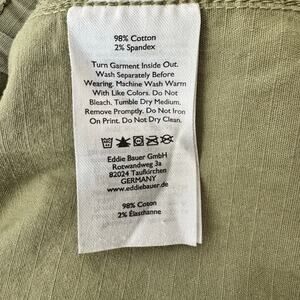 98% Cotton
2% Spandex
Turn Garment Inside Out.
Wash Separately Before
Wearing. Machine Wash Warm
With Like Colors. Do Not
Bleach. Tumble Dry Medium.
Remove Promptly. Do Not Iron
On Print. Do Not Dry Clean.
Eddie Bauer GmbH
Rotwandweg 3a
82024 Taufkirchen
GERMANY
www.eddiebauer.de
98% Coton
2% Élasthanne